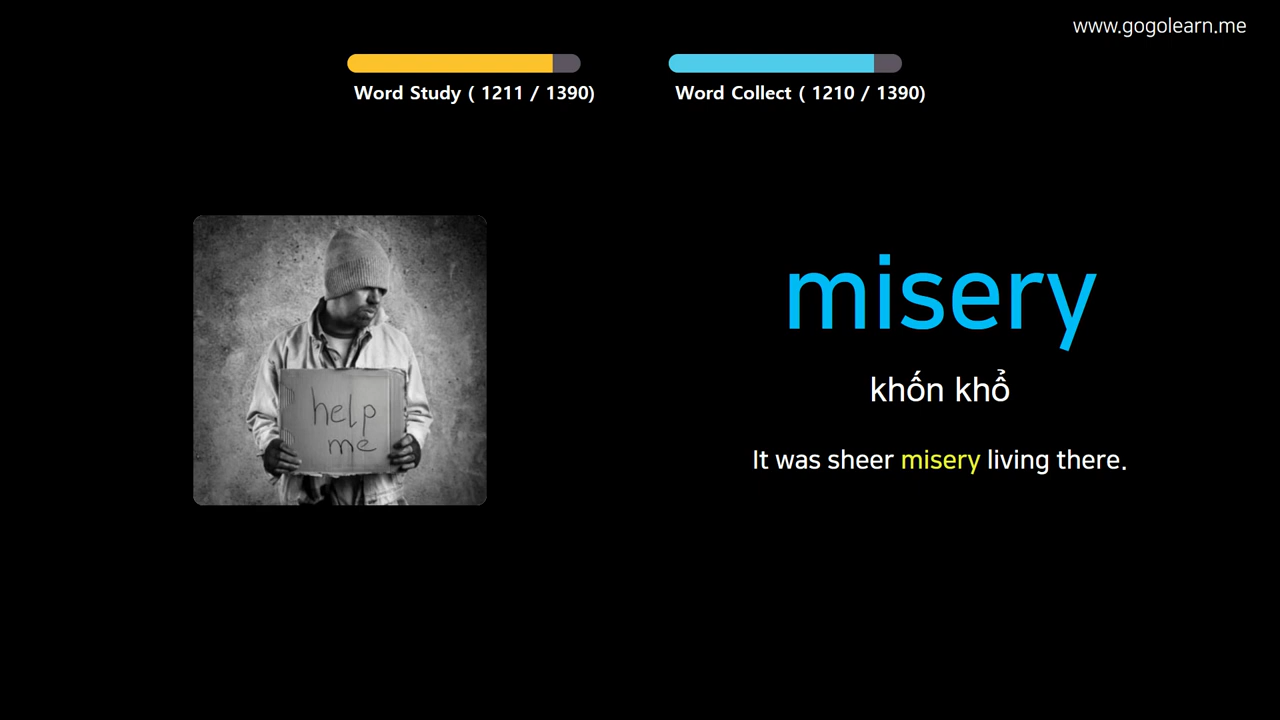 www.gogolearn.me
Word Study ( 1211 / 1390)
Word Collect ( 1210 / 1390)
help
me
misery
khốn khổ
It was sheer misery living there.